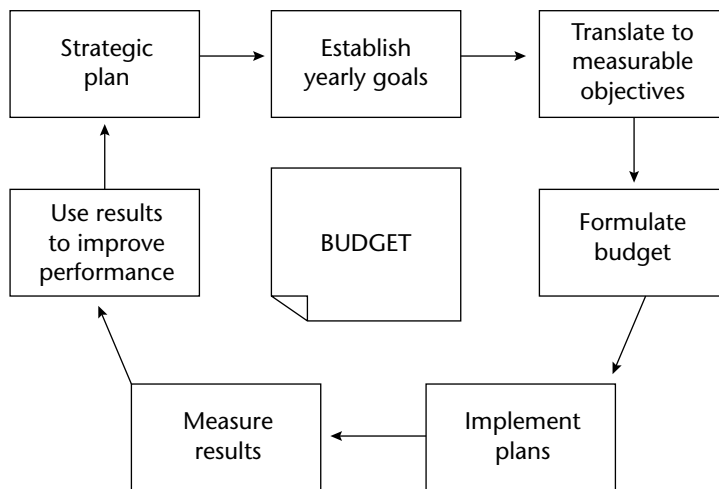 Strategic
plan
Establish
yearly goals
Translate to
measurable
objectives
Use results
to improve
performance
BUDGET
Formulate
budget
Measure
results
Implement
plans